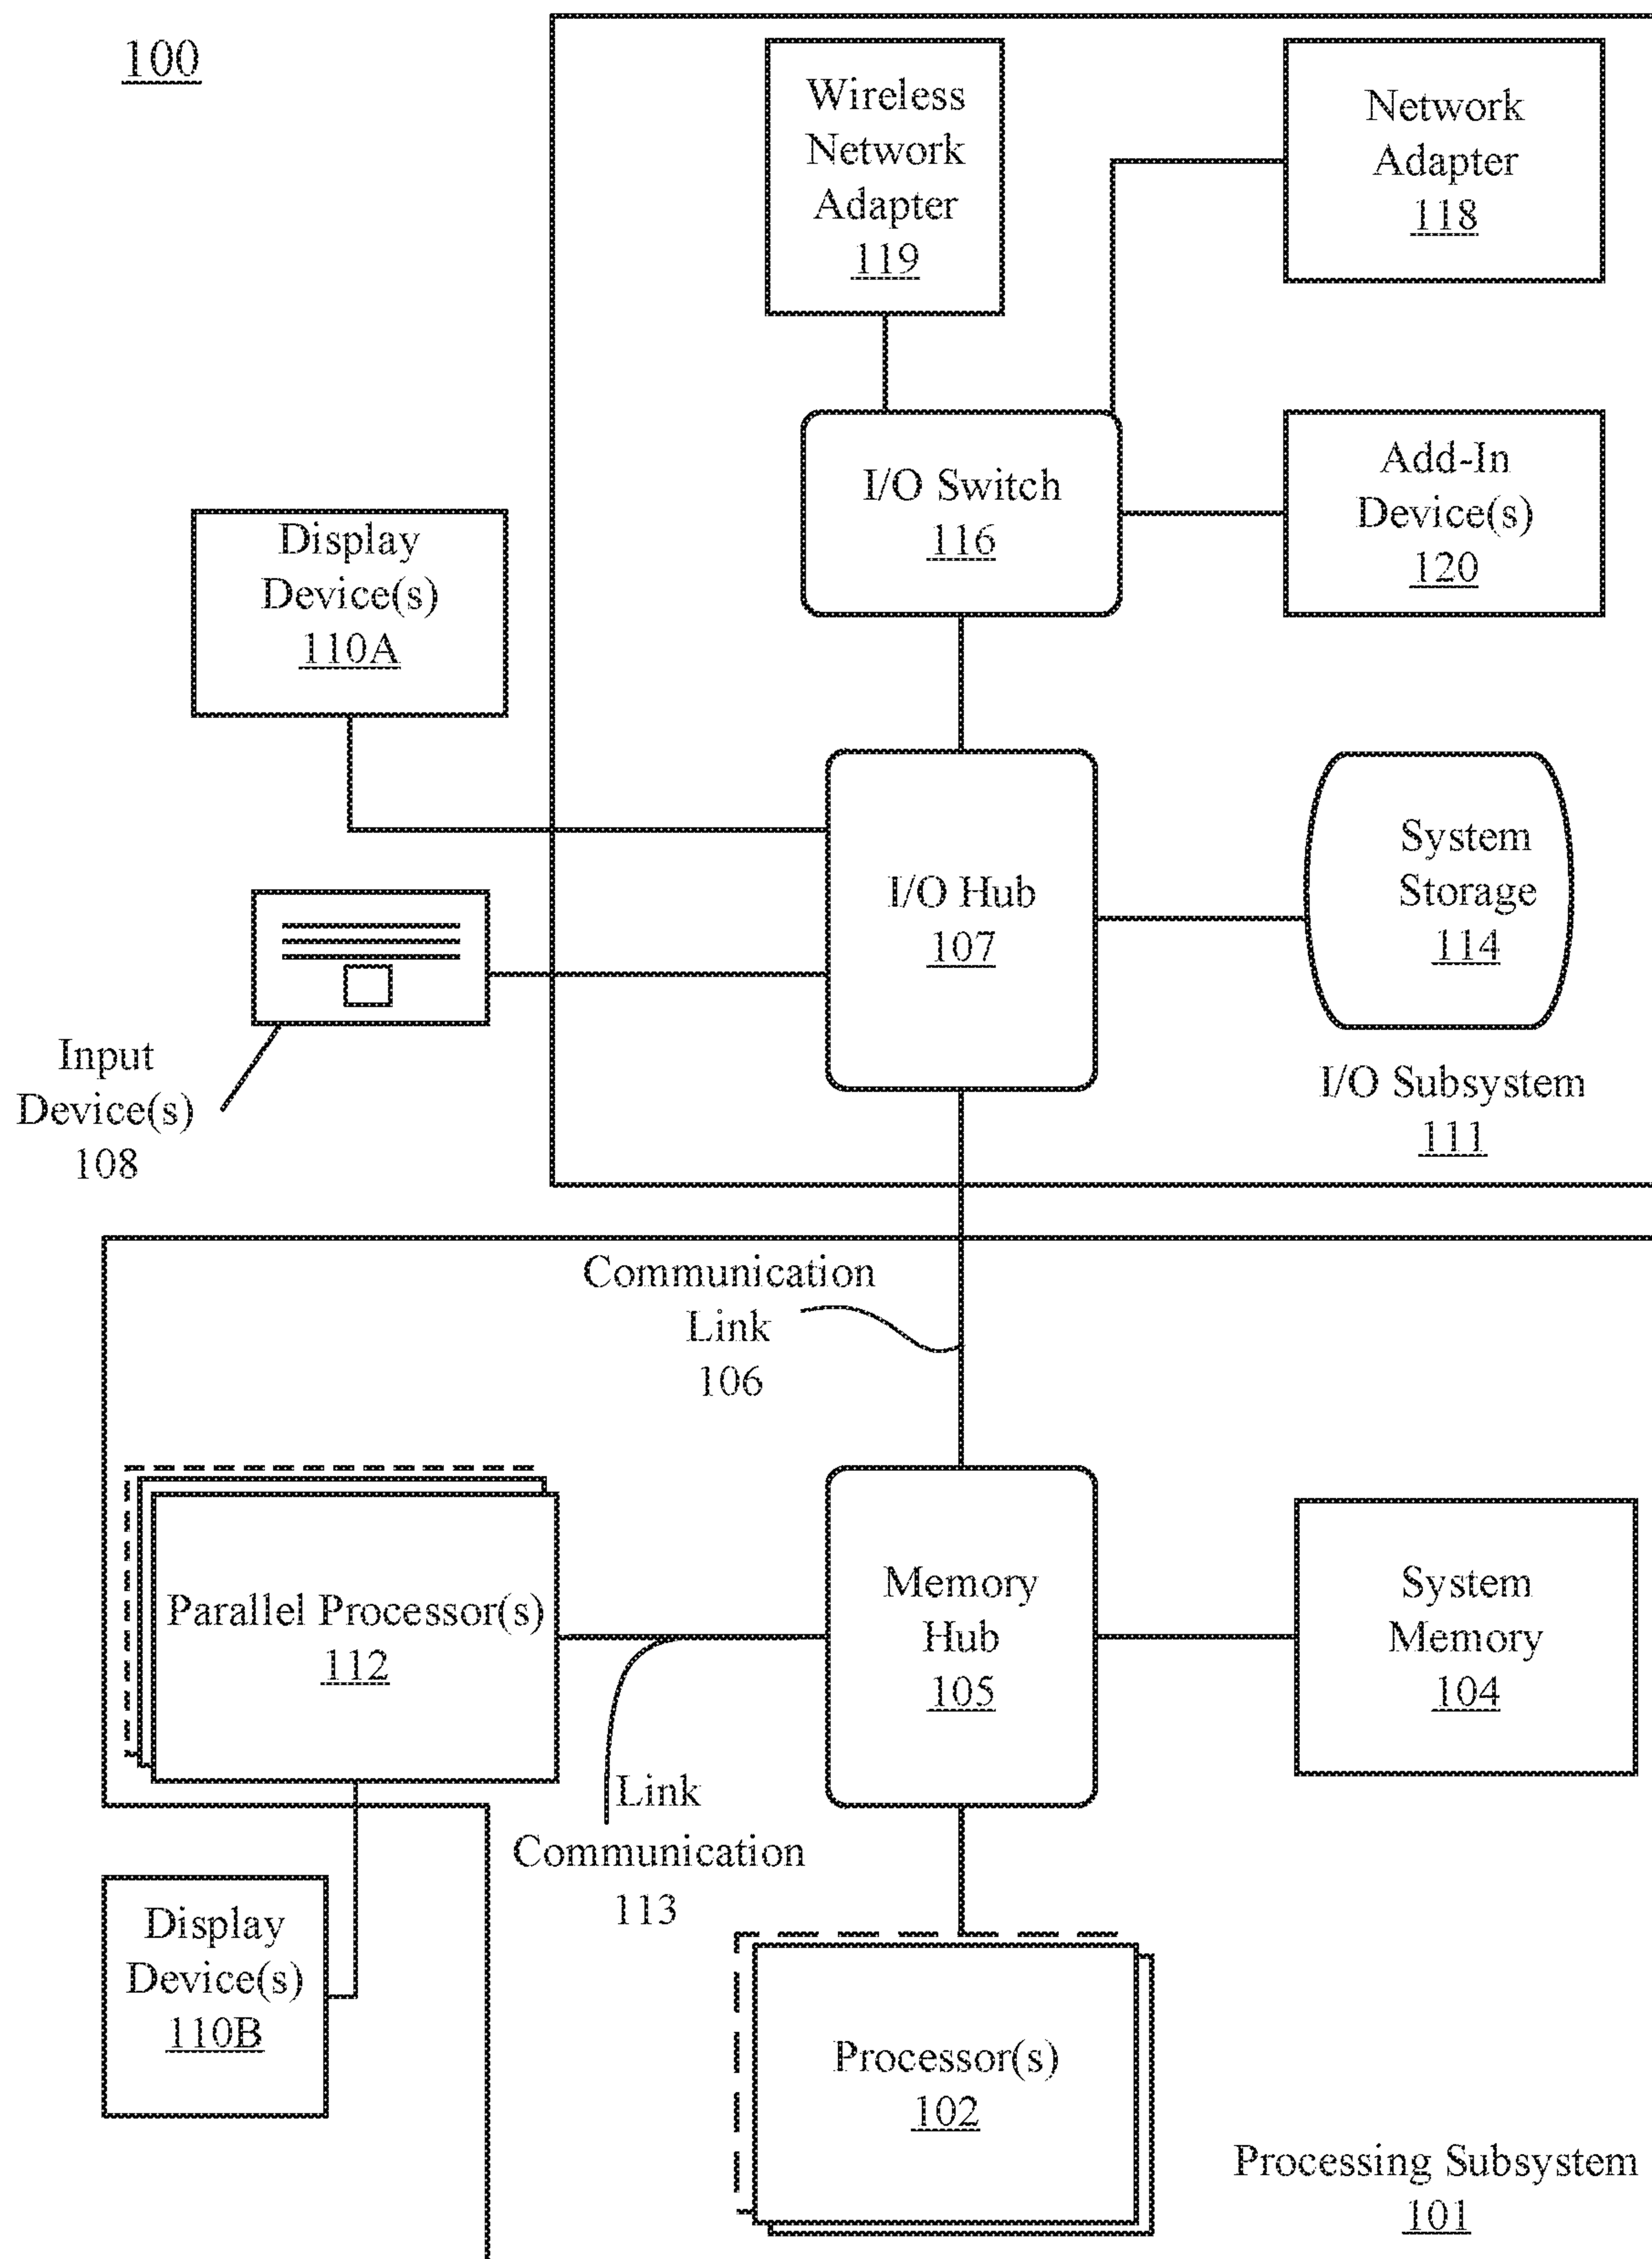 100
Wireless
Network
Adapter
119
Network
Adapter
118
I/O Switch
116
Add-In
Device(s)
120
Display
Device(s)
110A
I/O Hub
107
System
Storage
114
Input
Device(s)
108
I/O Subsystem
111
Communication
Link
106
Parallel Processor(s)
112
Memory
Hub
105
System
Memory
104
Link
Communication
113
Display
Device(s)
110B
Processor(s)
102
Processing Subsystem
101